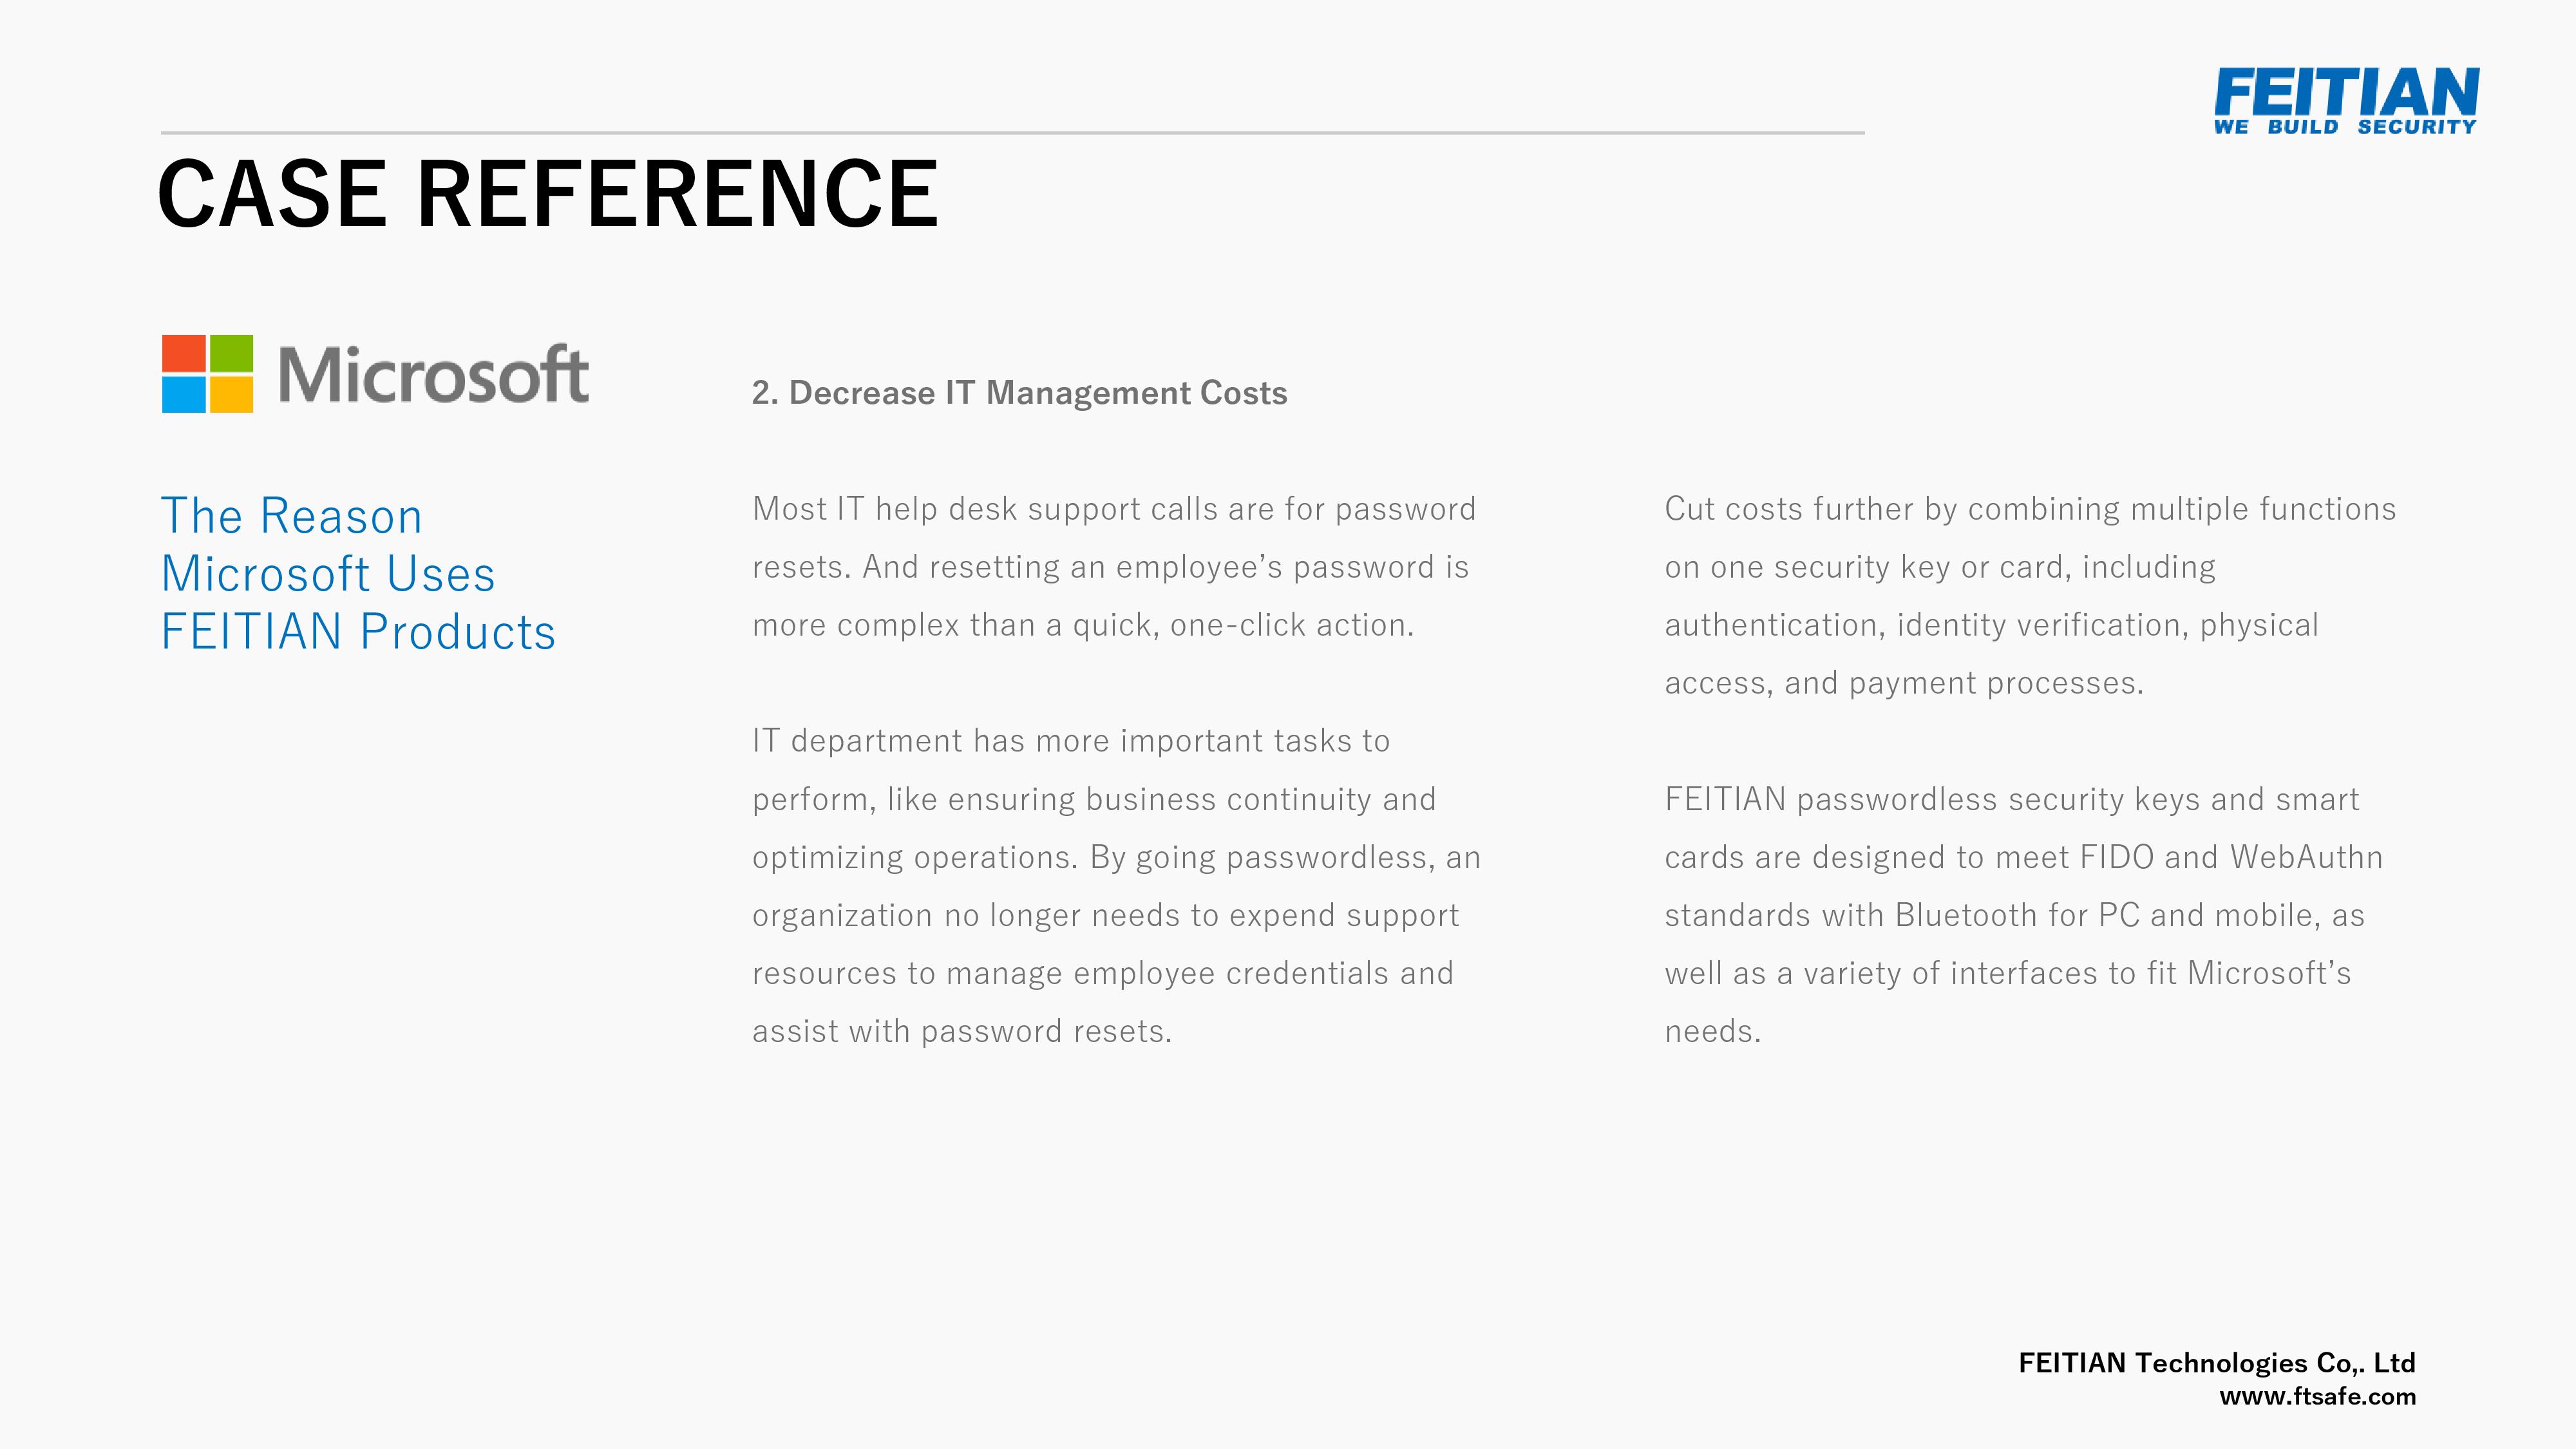 FEITIAN
WE BUILD SECURITY
CASE REFERENCE
Microsoft
The Reason
Microsoft Uses
FEITIAN Products
2. Decrease IT Management Costs
Most IT help desk support calls are for password
resets. And resetting an employee’s password is
more complex than a quick, one-click action.
IT department has more important tasks to
perform, like ensuring business continuity and
optimizing operations. By going passwordless, an
organization no longer needs to expend support
resources to manage employee credentials and
assist with password resets.
Cut costs further by combining multiple functions
on one security key or card, including
authentication, identity verification, physical
access, and payment processes.
FEITIAN passwordless security keys and smart
cards are designed to meet FIDO and WebAuthn
standards with Bluetooth for PC and mobile, as
well as a variety of interfaces to fit Microsoft’s
needs.
FEITIAN Technologies Co,. Ltd
www.ftsafe.com